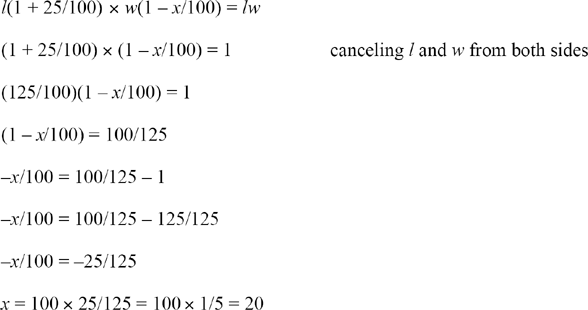 l(1 + 25/100) × w(1 – x/100) = lw
(1 + 25/100) × (1 – x/100) = 1 canceling l and w from both sides
(125/100)(1 – x/100) = 1
(1 – x/100) = 100/125
–x/100 = 100/125 – 1
–x/100 = 100/125 – 125/125
–x/100 = –25/125
x = 100 × 25/125 = 100 × 1/5 = 20